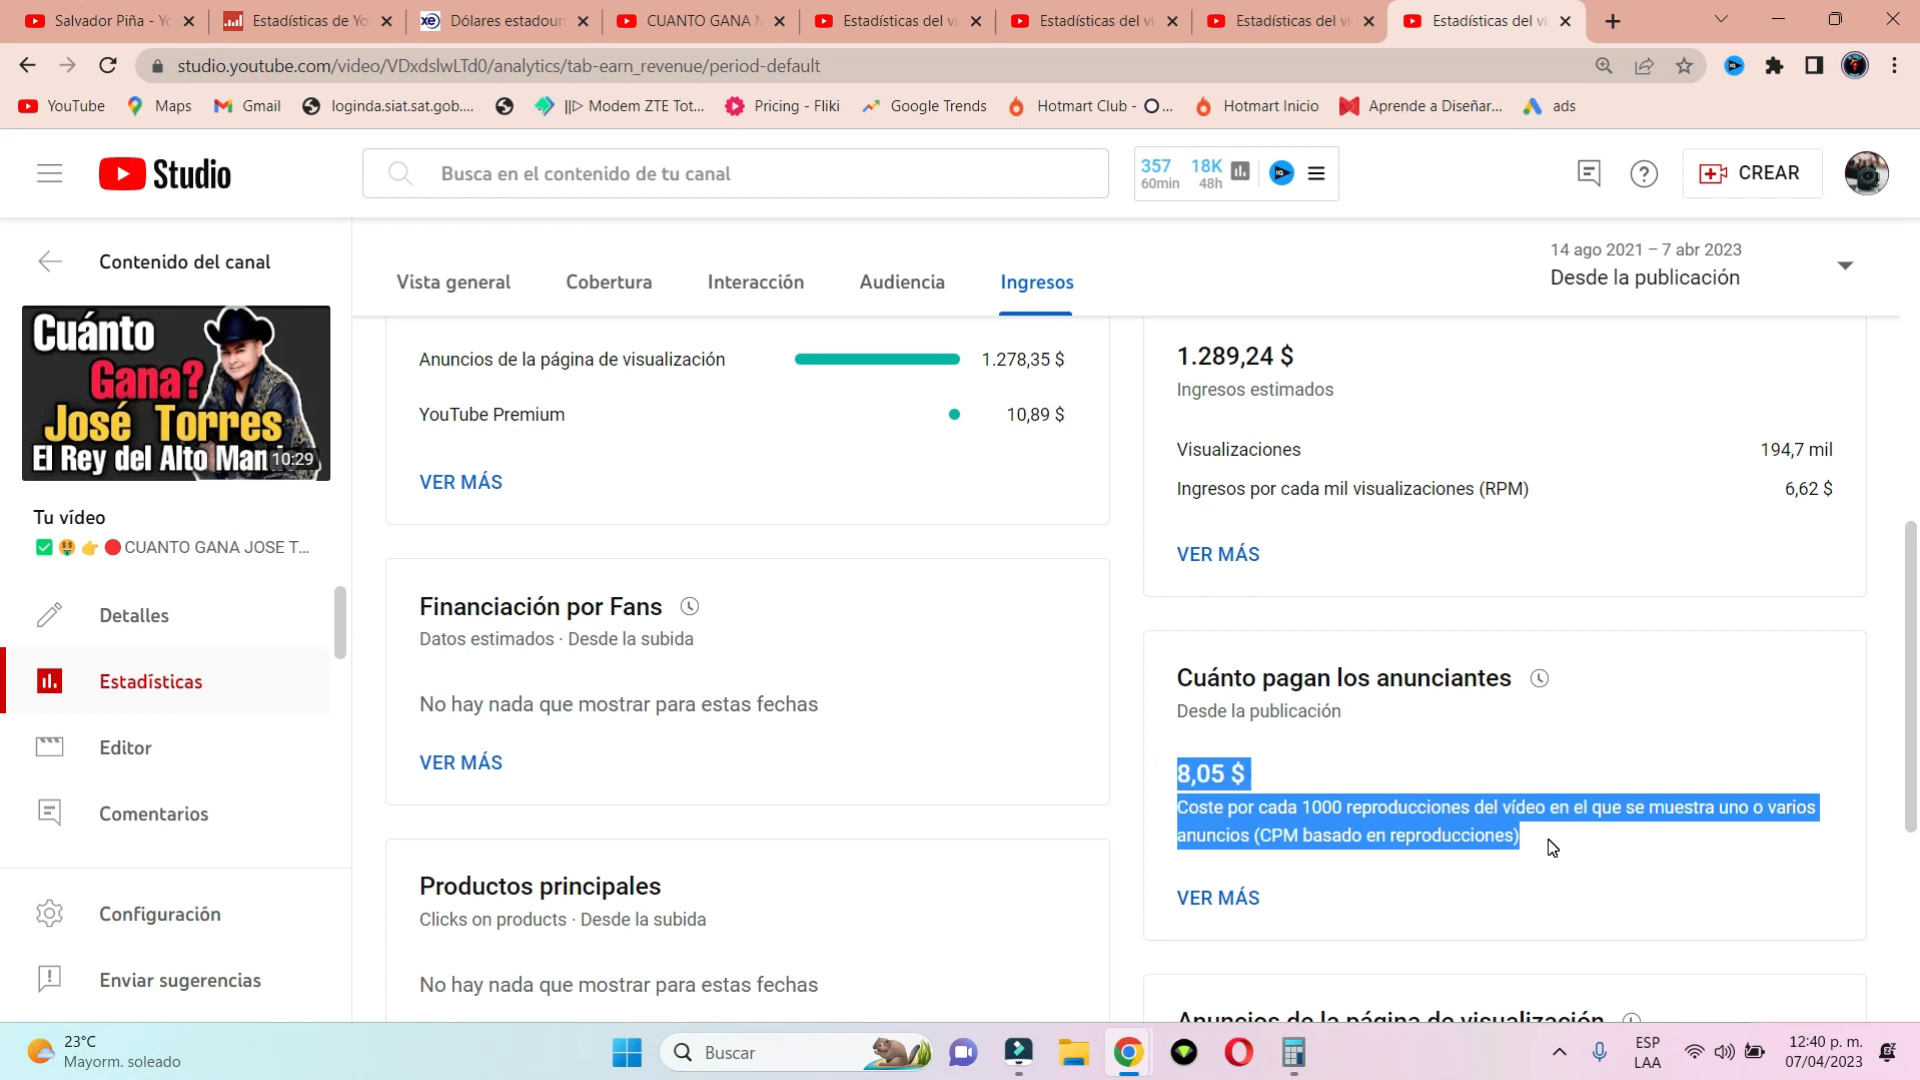 Salvador Piña - Yo
Estadísticas de Yo
Dólares estadoun
CUANTO GANA
Estadísticas del vi
Estadísticas del vi
Estadísticas del vi
Estadísticas del vi
studio.youtube.com/video/VDxdslwLTd0/analytics/tab-earn_revenue/period-default
YouTube
Maps
Gmail
loginda.siat.sat.gob....
||▷ Modem ZTE Tot...
Pricing - Fliki
Google Trends
Hotmart Club - O...
Hotmart Inicio
Aprende a Diseñar...
ads
Studio
Busca en el contenido de tu canal
357
60min
18K
48h
CREAR
Contenido del canal
Cuánto
Gana?
José Torres
El Rey del Alto Man
10:29
Tu vídeo
CUANTO GANA JOSE T...
Detalles
Estadísticas
Editor
Comentarios
Configuración
Enviar sugerencias
Vista general
Cobertura
Interacción
Audiencia
Ingresos
14 ago 2021 – 7 abr 2023
Desde la publicación
Anuncios de la página de visualización 1.278,35 $
YouTube Premium 10,89 $
VER MÁS
Financiación por Fans
Datos estimados · Desde la subida
No hay nada que mostrar para estas fechas
VER MÁS
Productos principales
Clicks on products · Desde la subida
No hay nada que mostrar para estas fechas
1.289,24 $
Ingresos estimados
Visualizaciones 194,7 mil
Ingresos por cada mil visualizaciones (RPM) 6,62 $
VER MÁS
Cuánto pagan los anunciantes
Desde la publicación
8,05 $
Coste por cada 1000 reproducciones del vídeo en el que se muestra uno o varios
anuncios (CPM basado en reproducciones)
VER MÁS
Anuncios de la página de visualización
23°C
Mayorm. soleado
Buscar
ESP
LAA
12:40 p. m.
07/04/2023